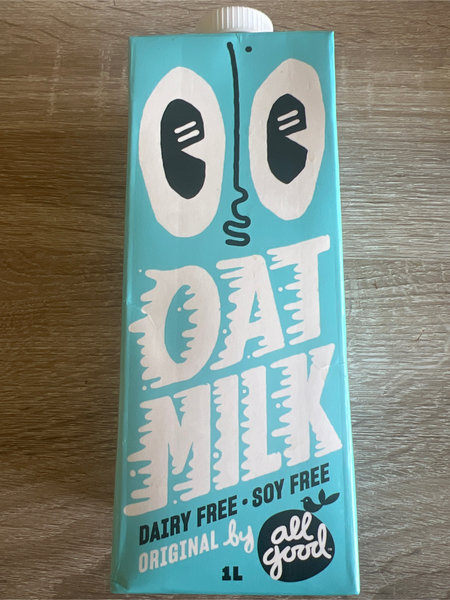 OAT
MILK
DAIRY FREE • SOY FREE
ORIGINAL by
all
good
1L